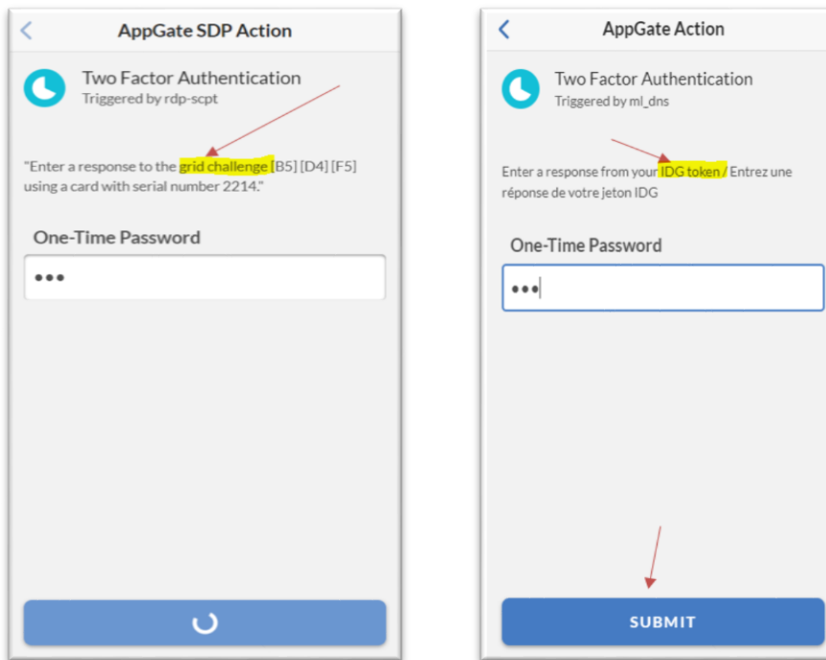 AppGate SDP Action
Two Factor Authentication
Triggered by rdp-scpt
"Enter a response to the grid challenge [B5] [D4] [F5]
using a card with serial number 2214."
One-Time Password
AppGate Action
Two Factor Authentication
Triggered by ml_dns
Enter a response from your IDG token / Entrez une
réponse de votre jeton IDG
One-Time Password
SUBMIT